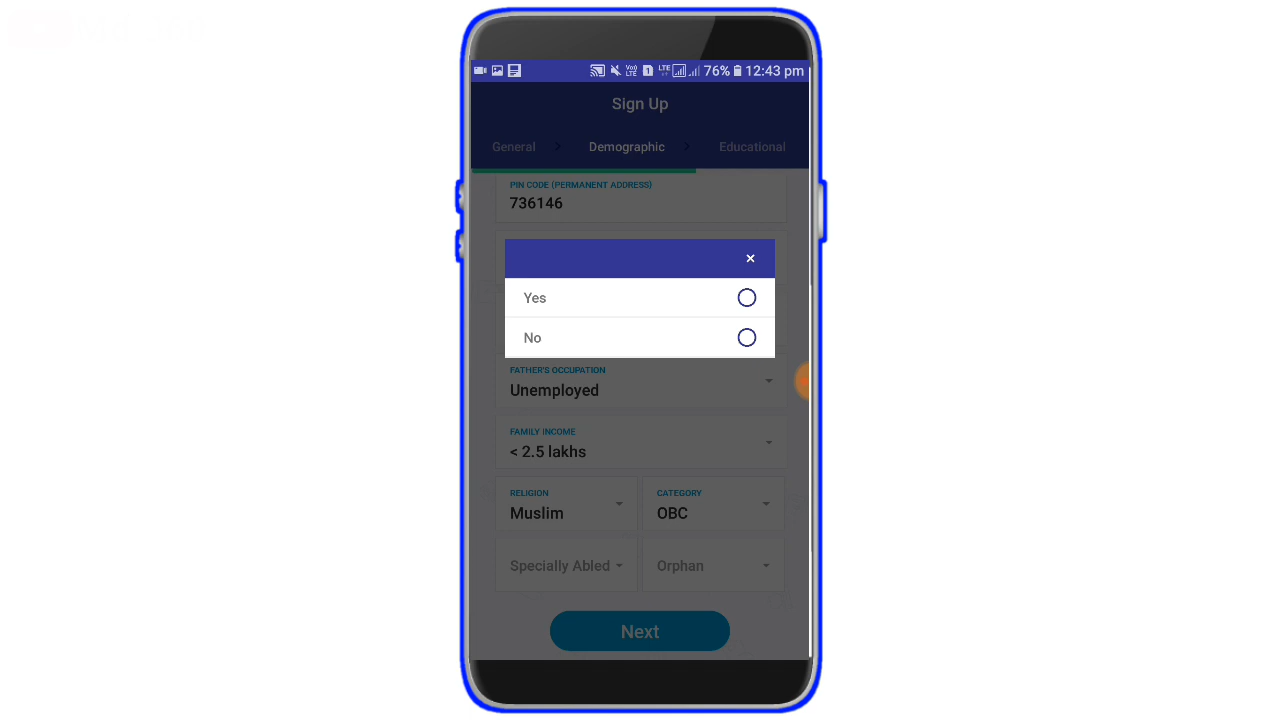 76% 12:43 pm
Sign Up
General > Demographic > Educational
PIN CODE (PERMANENT ADDRESS)
736146
×
Yes
No
FATHER'S OCCUPATION
Unemployed
FAMILY INCOME
< 2.5 lakhs
RELIGION CATEGORY
Muslim OBC
Specially Abled Orphan
Next